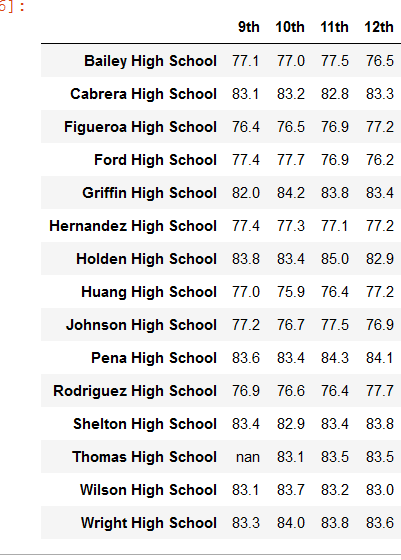 6]:
9th 10th 11th 12th
Bailey High School 77.1 77.0 77.5 76.5
Cabrera High School 83.1 83.2 82.8 83.3
Figueroa High School 76.4 76.5 76.9 77.2
Ford High School 77.4 77.7 76.9 76.2
Griffin High School 82.0 84.2 83.8 83.4
Hernandez High School 77.4 77.3 77.1 77.2
Holden High School 83.8 83.4 85.0 82.9
Huang High School 77.0 75.9 76.4 77.2
Johnson High School 77.2 76.7 77.5 76.9
Pena High School 83.6 83.4 84.3 84.1
Rodriguez High School 76.9 76.6 76.4 77.7
Shelton High School 83.4 82.9 83.4 83.8
Thomas High School nan 83.1 83.5 83.5
Wilson High School 83.1 83.7 83.2 83.0
Wright High School 83.3 84.0 83.8 83.6